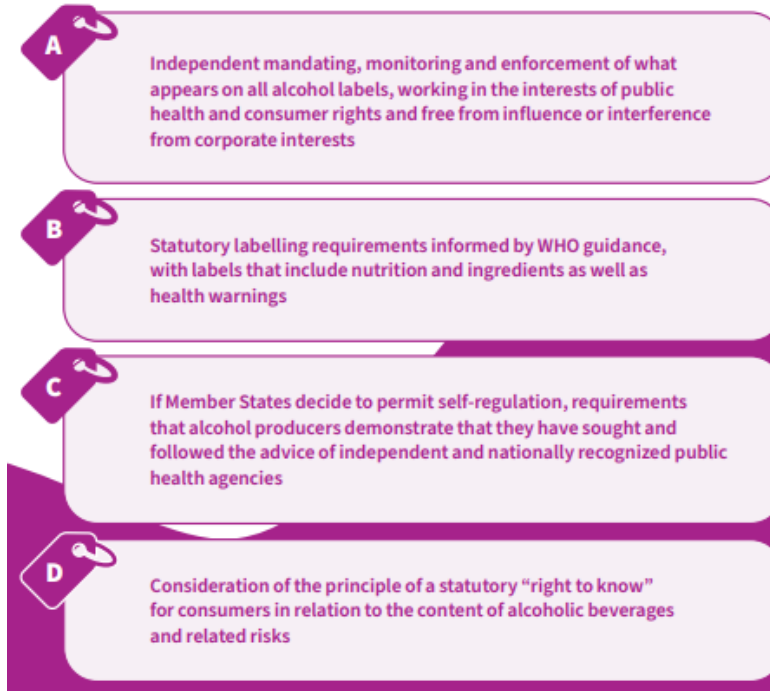 A
Independent mandating, monitoring and enforcement of what
appears on all alcohol labels, working in the interests of public
health and consumer rights and free from influence or interference
from corporate interests
B
Statutory labelling requirements informed by WHO guidance,
with labels that include nutrition and ingredients as well as
health warnings
C
If Member States decide to permit self-regulation, requirements
that alcohol producers demonstrate that they have sought and
followed the advice of independent and nationally recognized public
health agencies
D
Consideration of the principle of a statutory “right to know”
for consumers in relation to the content of alcoholic beverages
and related risks